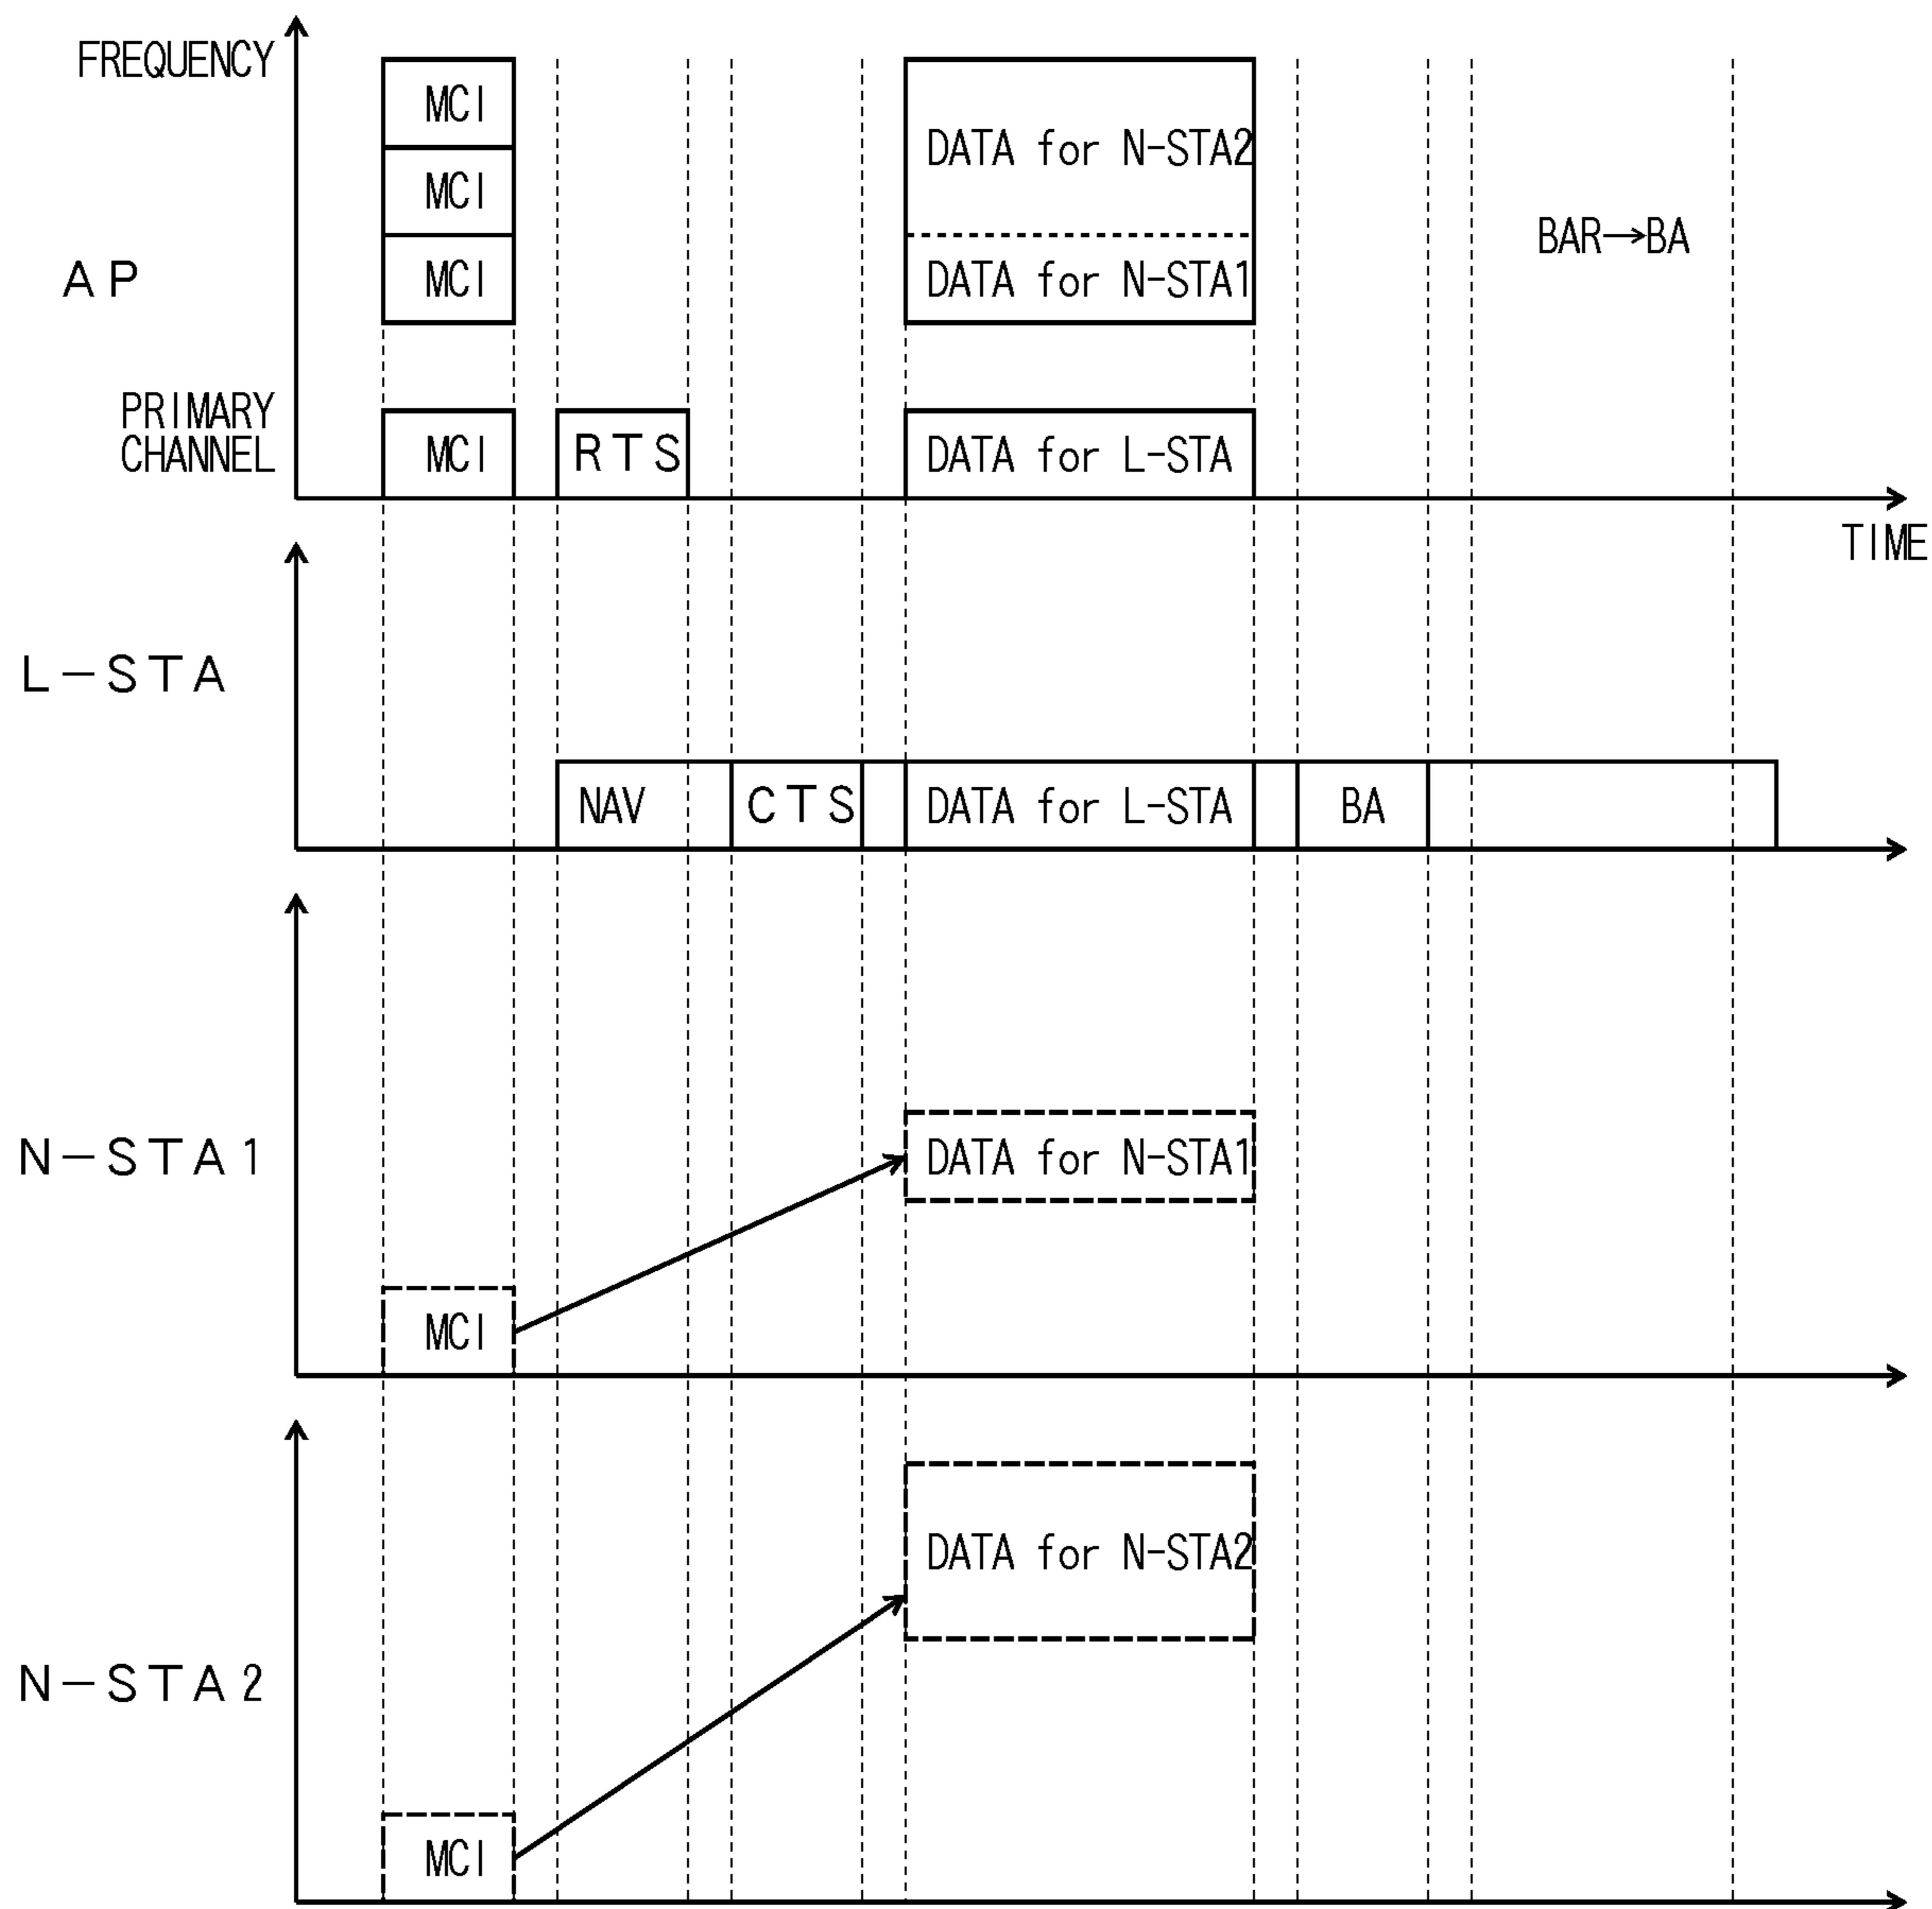 FREQUENCY
MCI
DATA for N-STA2
MCI
BAR→BA
AP
MCI
DATA for N-STA1
PRIMARY
CHANNEL
MCI
RTS
DATA for L-STA
TIME
L-STA
NAV
CTS
DATA for L-STA
BA
N-STA1
DATA for N-STA1
MCI
DATA for N-STA2
N-STA2
MCI